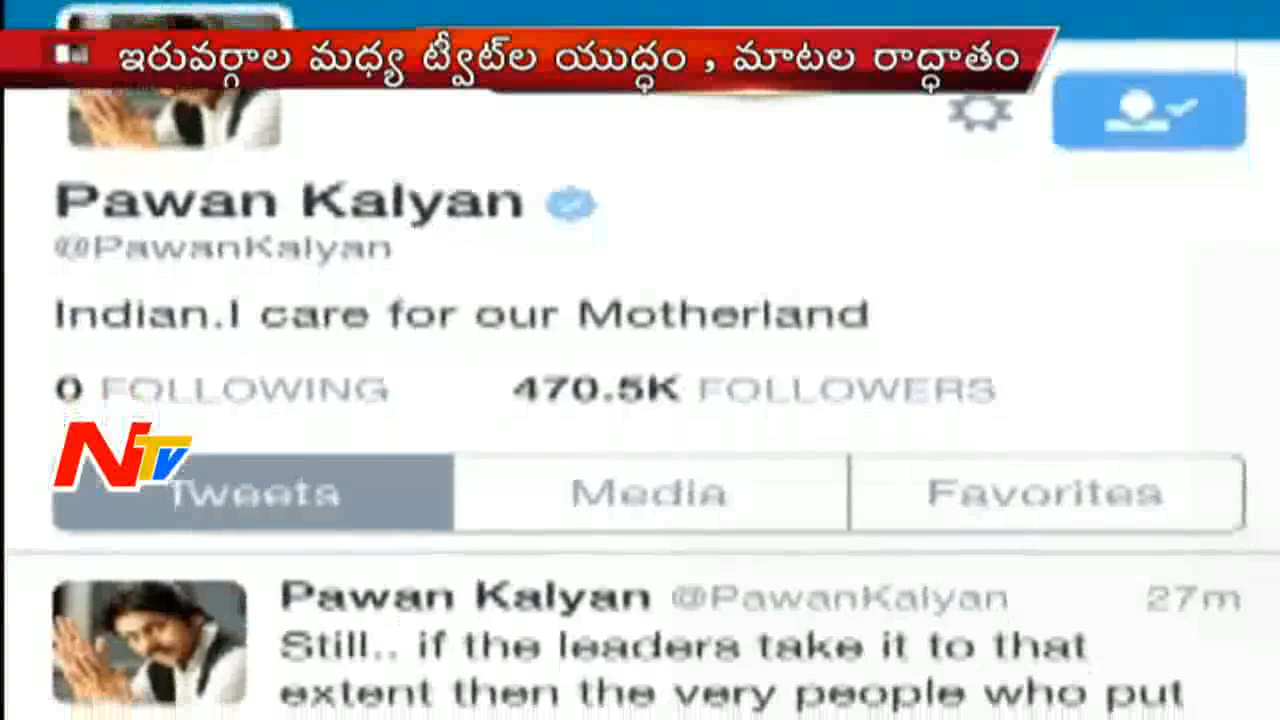 ఇరువర్గాల మధ్య ట్వీట్‌ల యుద్ధం , మాటల రాద్ధాతం
Pawan Kalyan
@PawanKalyan
Indian.I care for our Motherland
0 FOLLOWING 470.5K FOLLOWERS
NTV
Tweets Media Favorites
Pawan Kalyan @PawanKalyan 27m
Still.. if the leaders take it to that
extent then the very people who put